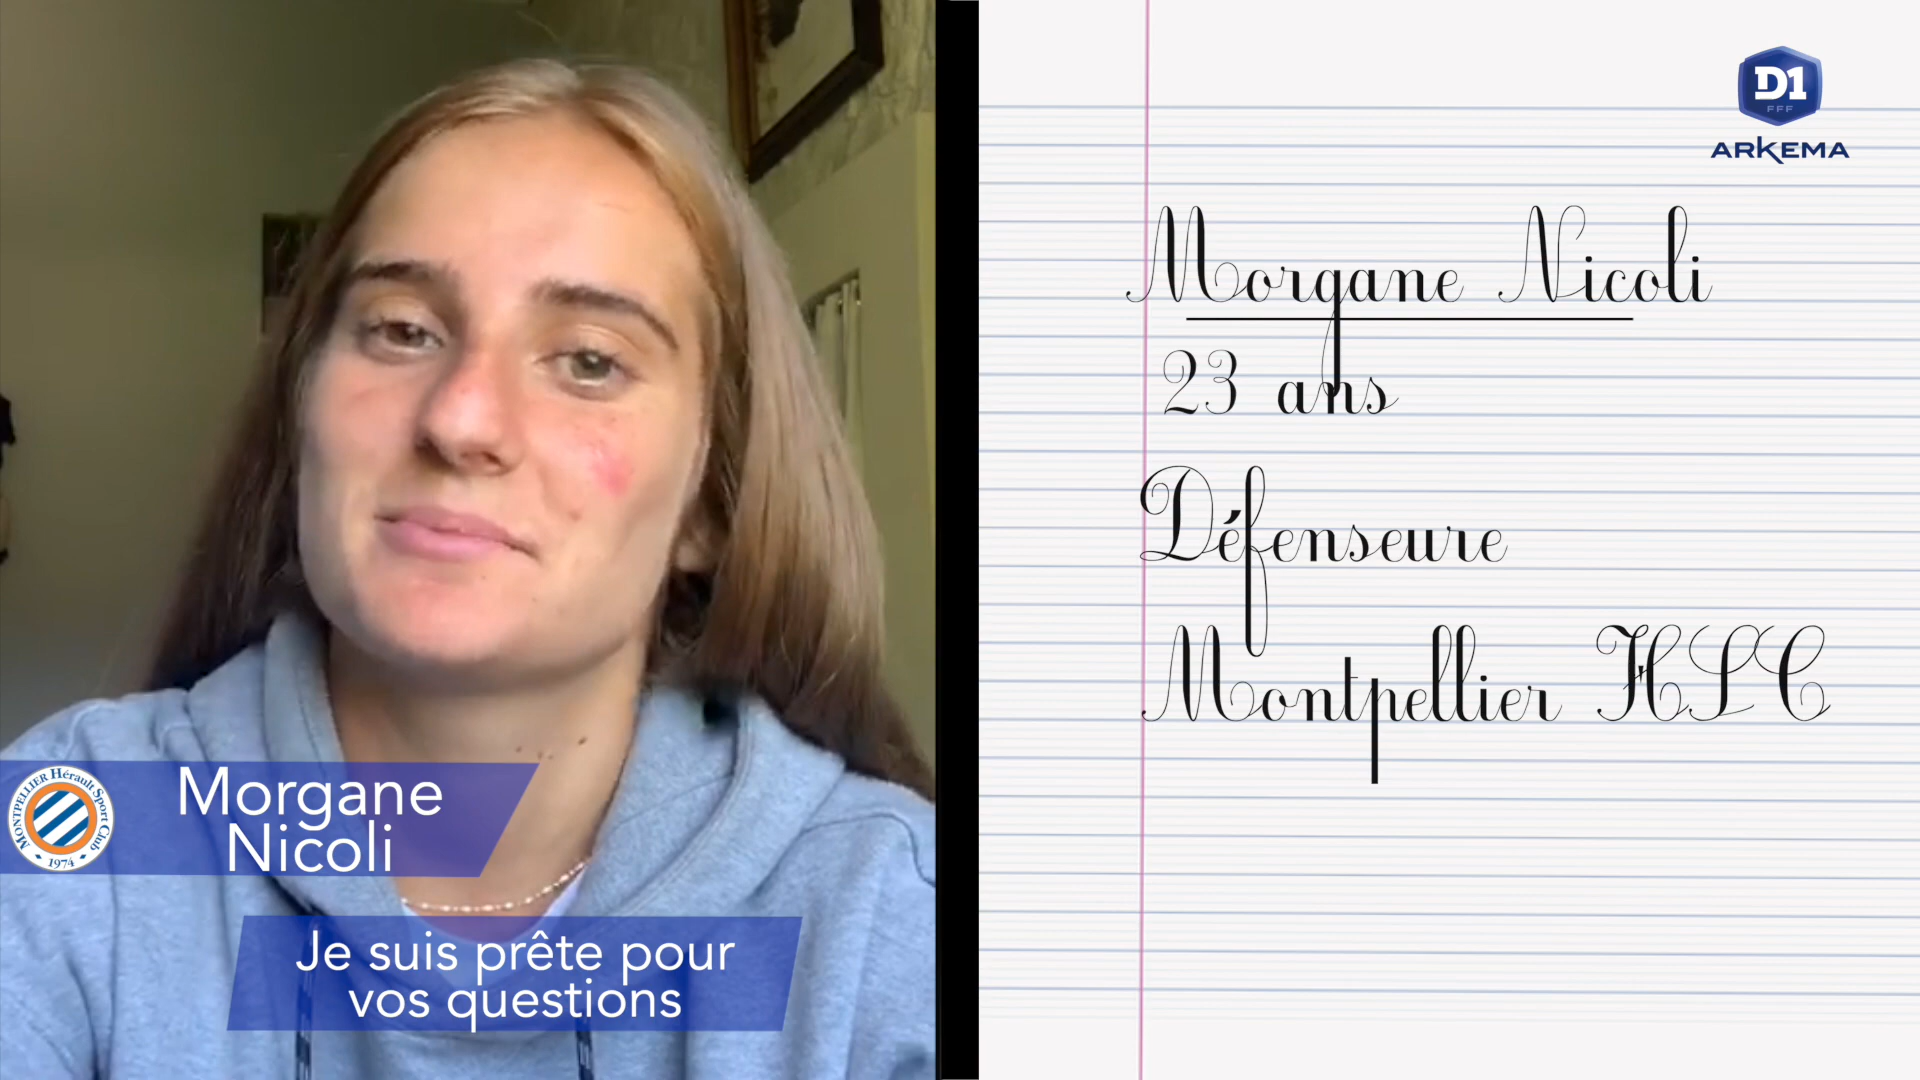 MONTPELLIER Hérault Sport Club
1974
Morgane
Nicoli
Je suis prête pour
vos questions
D1
FFF
ARKEMA
Morgane Nicoli
23 ans
Défenseure
Montpellier HSC